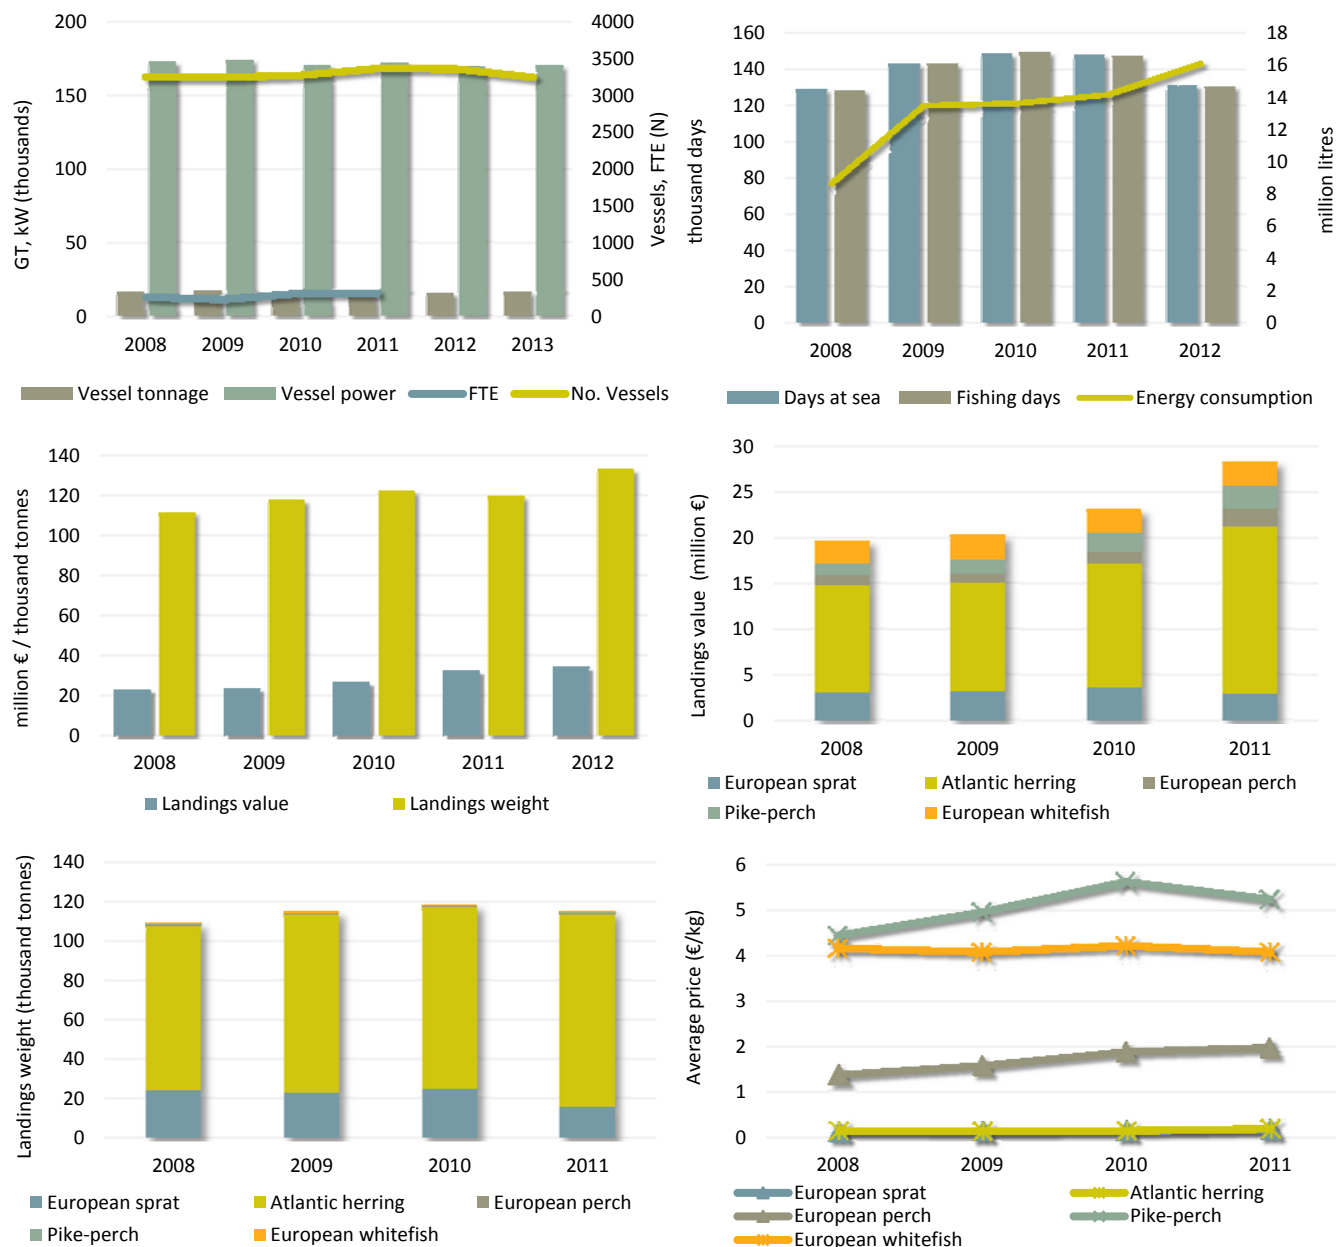 GT, kW (thousands)
200
150
100
50
0
4000
3500
3000
2500
2000
1500
1000
500
0
Vessels, FTE (N)
2008 2009 2010 2011 2012 2013
Vessel tonnage Vessel power FTE No. Vessels
thousand days
160
140
120
100
80
60
40
20
0
18
16
14
12
10
8
6
4
2
0
million litres
2008 2009 2010 2011 2012
Days at sea Fishing days Energy consumption
million € / thousand tonnes
140
120
100
80
60
40
20
0
2008 2009 2010 2011 2012
Landings value Landings weight
Landings value (million €)
30
25
20
15
10
5
0
2008 2009 2010 2011
European sprat Atlantic herring European perch
Pike-perch European whitefish
Landings weight (thousand tonnes)
140
120
100
80
60
40
20
0
2008 2009 2010 2011
European sprat Atlantic herring European perch
Pike-perch European whitefish
Average price (€/kg)
6
5
4
3
2
1
0
2008 2009 2010 2011
European sprat Atlantic herring
European perch Pike-perch
European whitefish